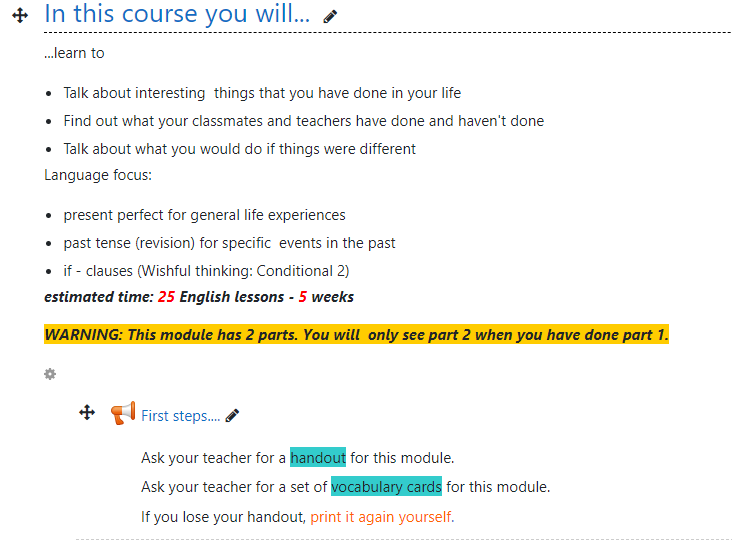 In this course you will...
...learn to
Talk about interesting things that you have done in your life
Find out what your classmates and teachers have done and haven't done
Talk about what you would do if things were different
Language focus:
present perfect for general life experiences
past tense (revision) for specific events in the past
if - clauses (Wishful thinking: Conditional 2)
estimated time: 25 English lessons - 5 weeks
WARNING: This module has 2 parts. You will only see part 2 when you have done part 1.
First steps....
Ask your teacher for a handout for this module.
Ask your teacher for a set of vocabulary cards for this module.
If you lose your handout, print it again yourself.